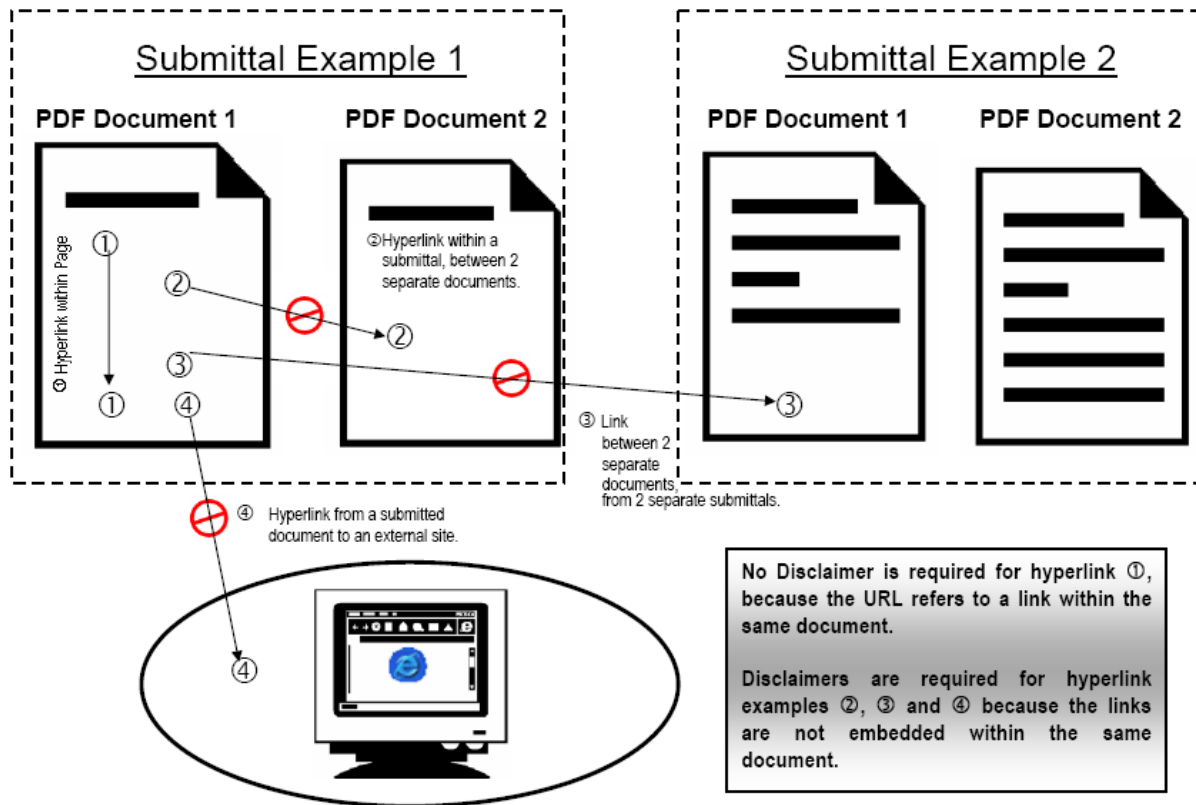 Submittal Example 1
PDF Document 1
PDF Document 2
① Hyperlink within Page
①
①
②
③
④
②Hyperlink within a
submittal, between 2
separate documents.
②
Submittal Example 2
PDF Document 1
PDF Document 2
③
③ Link
between 2
separate
documents,
from 2 separate submittals.
④ Hyperlink from a submitted
document to an external site.
④
No Disclaimer is required for hyperlink ①,
because the URL refers to a link within the
same document.
Disclaimers are required for hyperlink
examples ②, ③ and ④ because the links
are not embedded within the same
document.